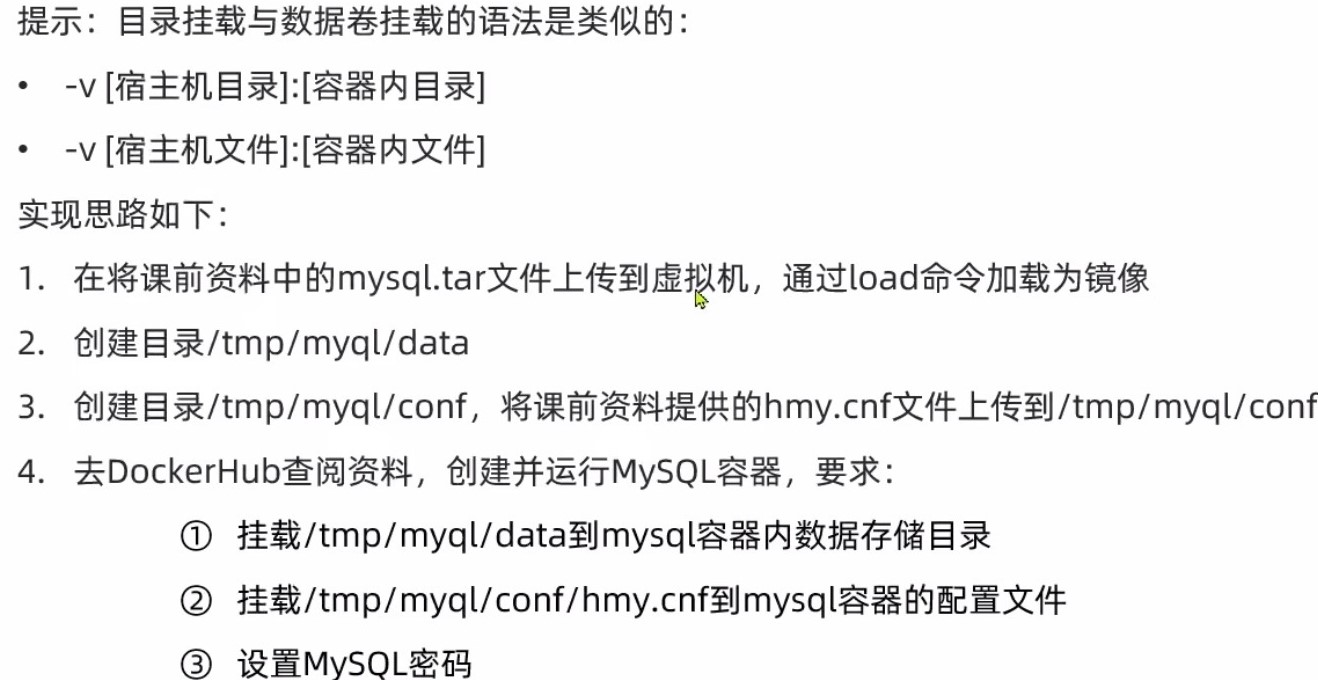 提示：目录挂载与数据卷挂载的语法是类似的：
• -v [宿主机目录]:[容器内目录]
• -v [宿主机文件]:[容器内文件]
实现思路如下：
1. 在将课前资料中的mysql.tar文件上传到虚拟机，通过load命令加载为镜像
2. 创建目录/tmp/myql/data
3. 创建目录/tmp/myql/conf，将课前资料提供的hmy.cnf文件上传到/tmp/myql/conf
4. 去DockerHub查阅资料，创建并运行MySQL容器，要求：
① 挂载/tmp/myql/data到mysql容器内数据存储目录
② 挂载/tmp/myql/conf/hmy.cnf到mysql容器的配置文件
③ 设置MySQL密码